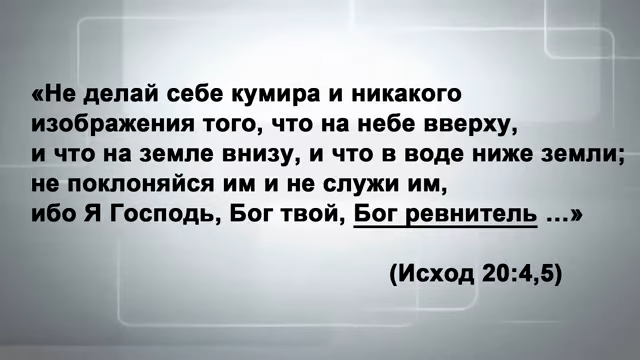 «Не делай себе кумира и никакого
изображения того, что на небе вверху,
и что на земле внизу, и что в воде ниже земли;
не поклоняйся им и не служи им,
ибо Я Господь, Бог твой, Бог ревнитель ...»
(Исход 20:4,5)